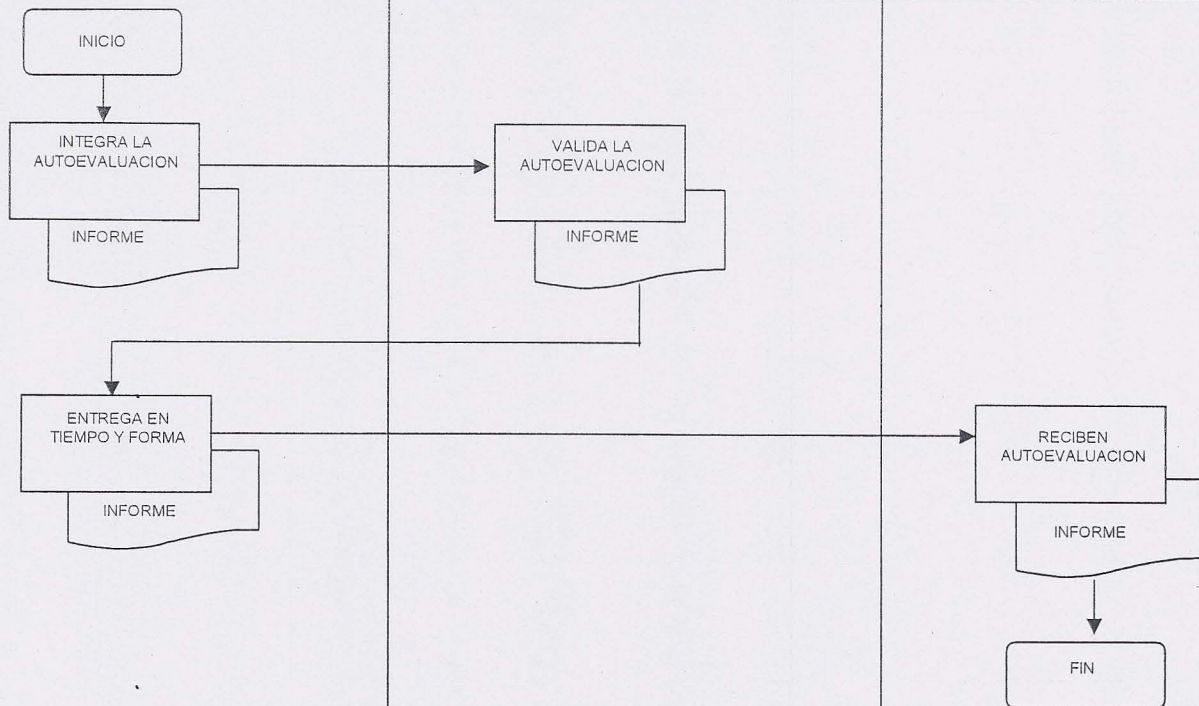 INICIO
INTEGRA LA
AUTOEVALUACION
INFORME
VALIDA LA
AUTOEVALUACION
INFORME
ENTREGA EN
TIEMPO Y FORMA
INFORME
RECIBEN
AUTOEVALUACION
INFORME
FIN